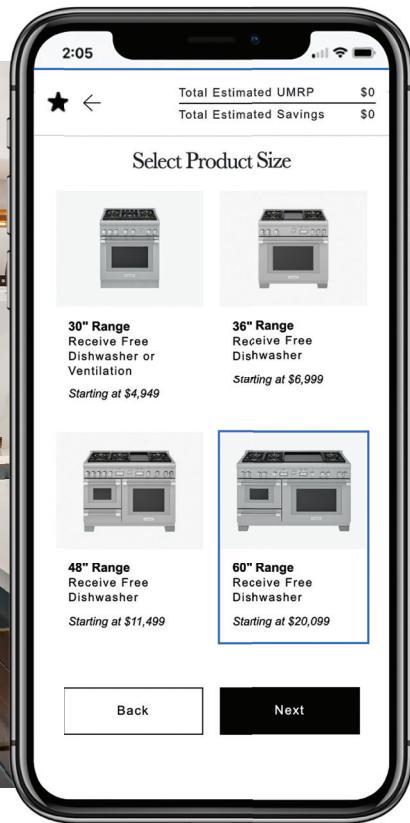 2:05
Total Estimated UMRP $0
Total Estimated Savings $0
Select Product Size
30" Range
Receive Free
Dishwasher or
Ventilation
Starting at $4,949
36" Range
Receive Free
Dishwasher
Starting at $6,999
48" Range
Receive Free
Dishwasher
Starting at $11,499
60" Range
Receive Free
Dishwasher
Starting at $20,099
Back
Next